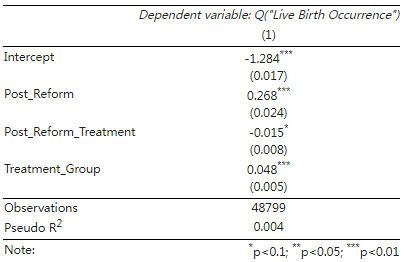 Dependent variable: Q("Live Birth Occurrence")
(1)
Intercept -1.284***
(0.017)
Post_Reform 0.268***
(0.024)
Post_Reform_Treatment -0.015*
(0.008)
Treatment_Group 0.048***
(0.005)
Observations 48799
Pseudo R2 0.004
Note: *p<0.1; **p<0.05; ***p<0.01